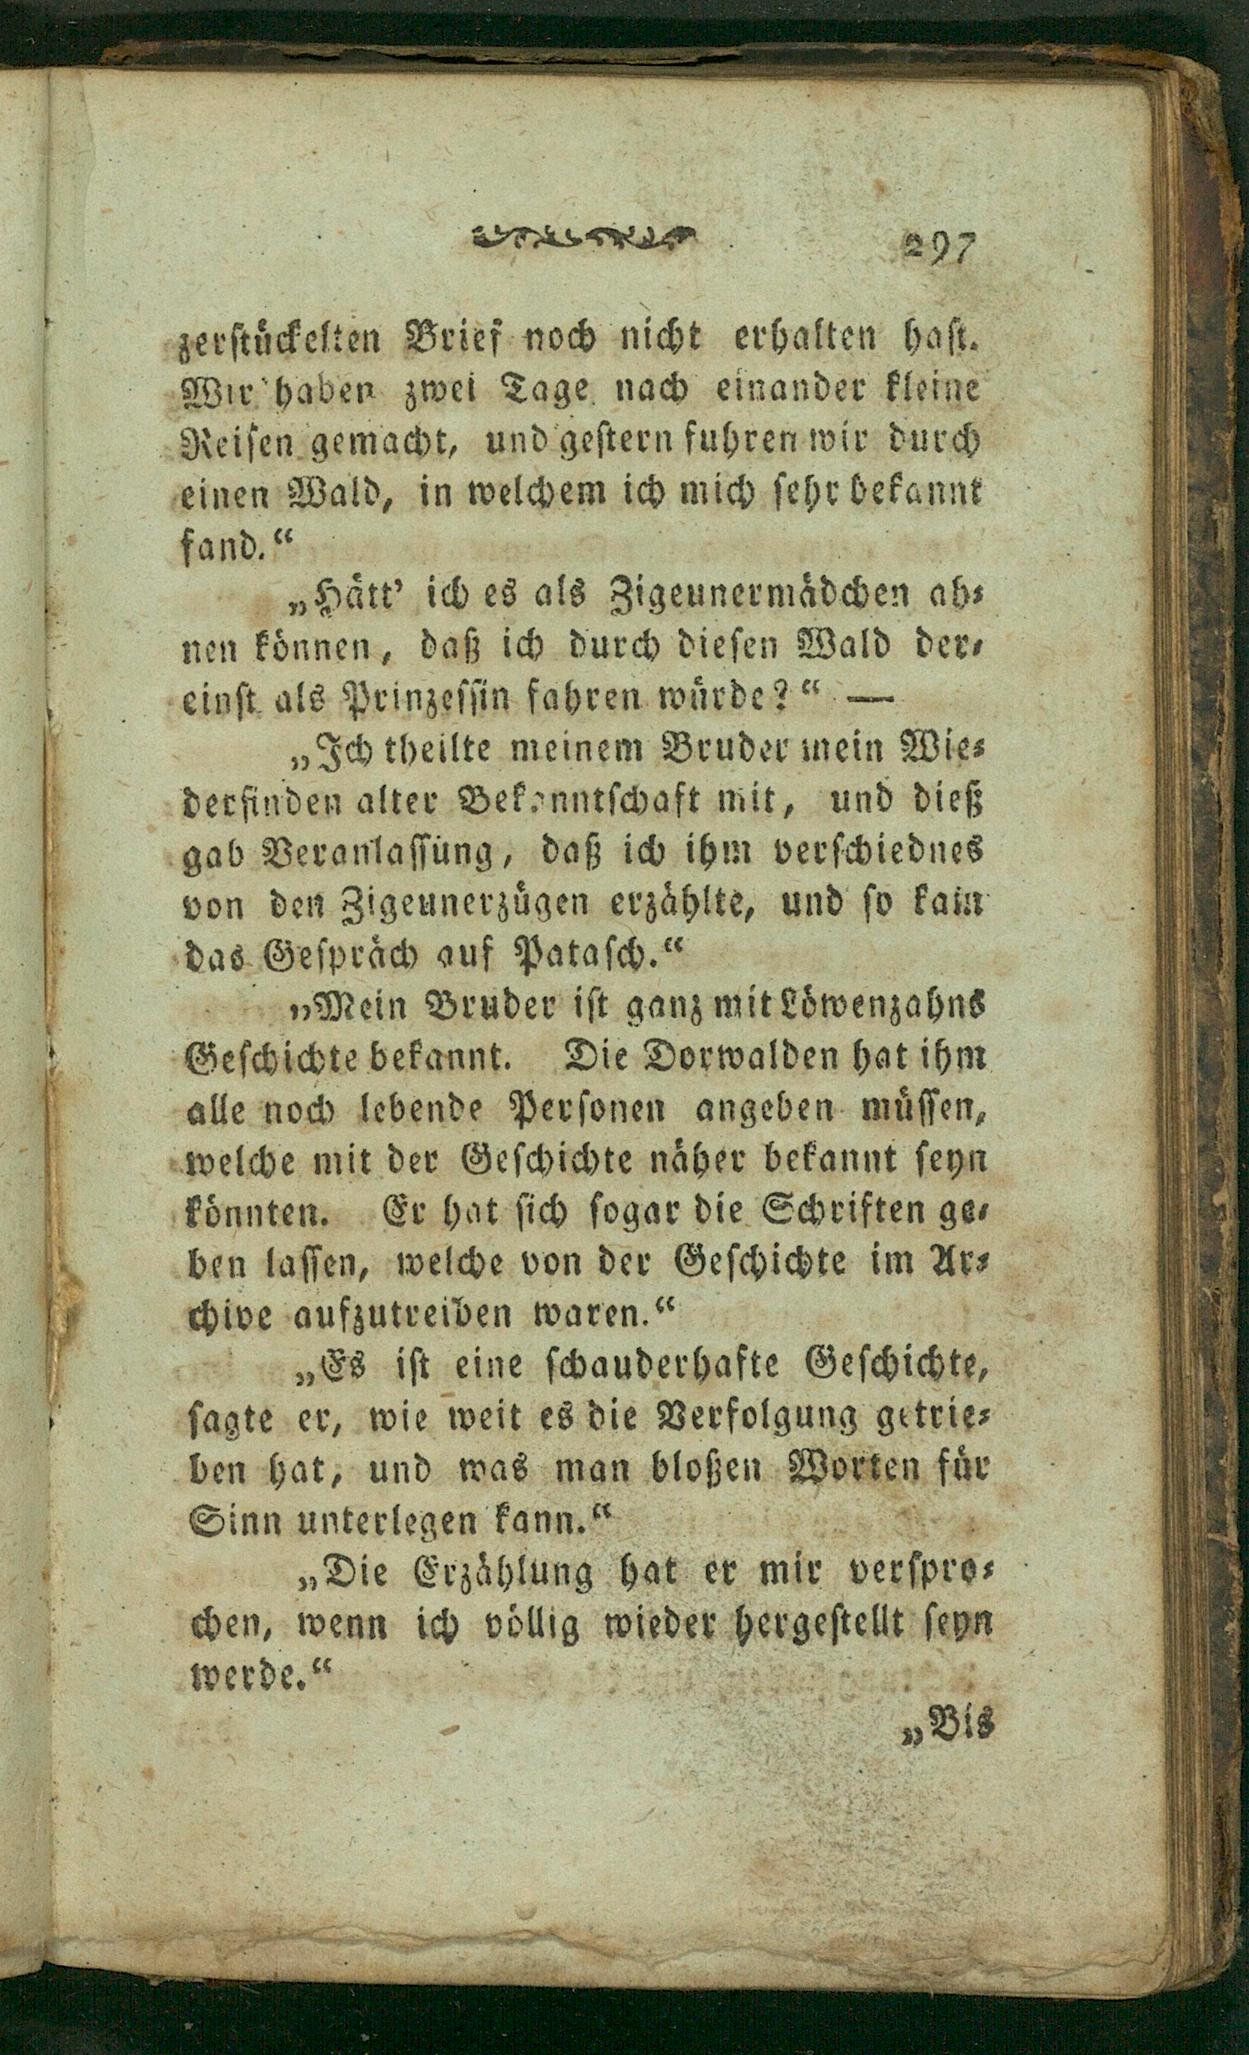 297
zerstückelten Brief noch nicht erhalten hast.
Wir haben zwei Tage nach einander kleine
Reisen gemacht, und gestern fuhren wir durch
einen Wald, in welchem ich mich sehr bekannt
fand.“
„Hätt' ich es als Zigeunermädchen ah-
nen können, daß ich durch diesen Wald der-
einst als Prinzessin fahren würde?“ —
„Ich theilte meinem Bruder mein Wie-
derfinden alter Bekanntschaft mit, und dieß
gab Veranlassung, daß ich ihm verschiednes
von den Zigeunerzügen erzählte, und so kam
das Gespräch auf Patasch.“
„Mein Bruder ist ganz mit Löwenzahns
Geschichte bekannt. Die Dorwalden hat ihm
alle noch lebende Personen angeben müssen,
welche mit der Geschichte näher bekannt seyn
könnten. Er hat sich sogar die Schriften ge-
ben lassen, welche von der Geschichte im Ar-
chive aufzutreiben waren.“
„Es ist eine schauderhafte Geschichte,
sagte er, wie weit es die Verfolgung getrie-
ben hat, und was man bloßen Worten für
Sinn unterlegen kann.“
„Die Erzählung hat er mir verspro-
chen, wenn ich völlig wieder hergestellt seyn
werde.“
„Bis